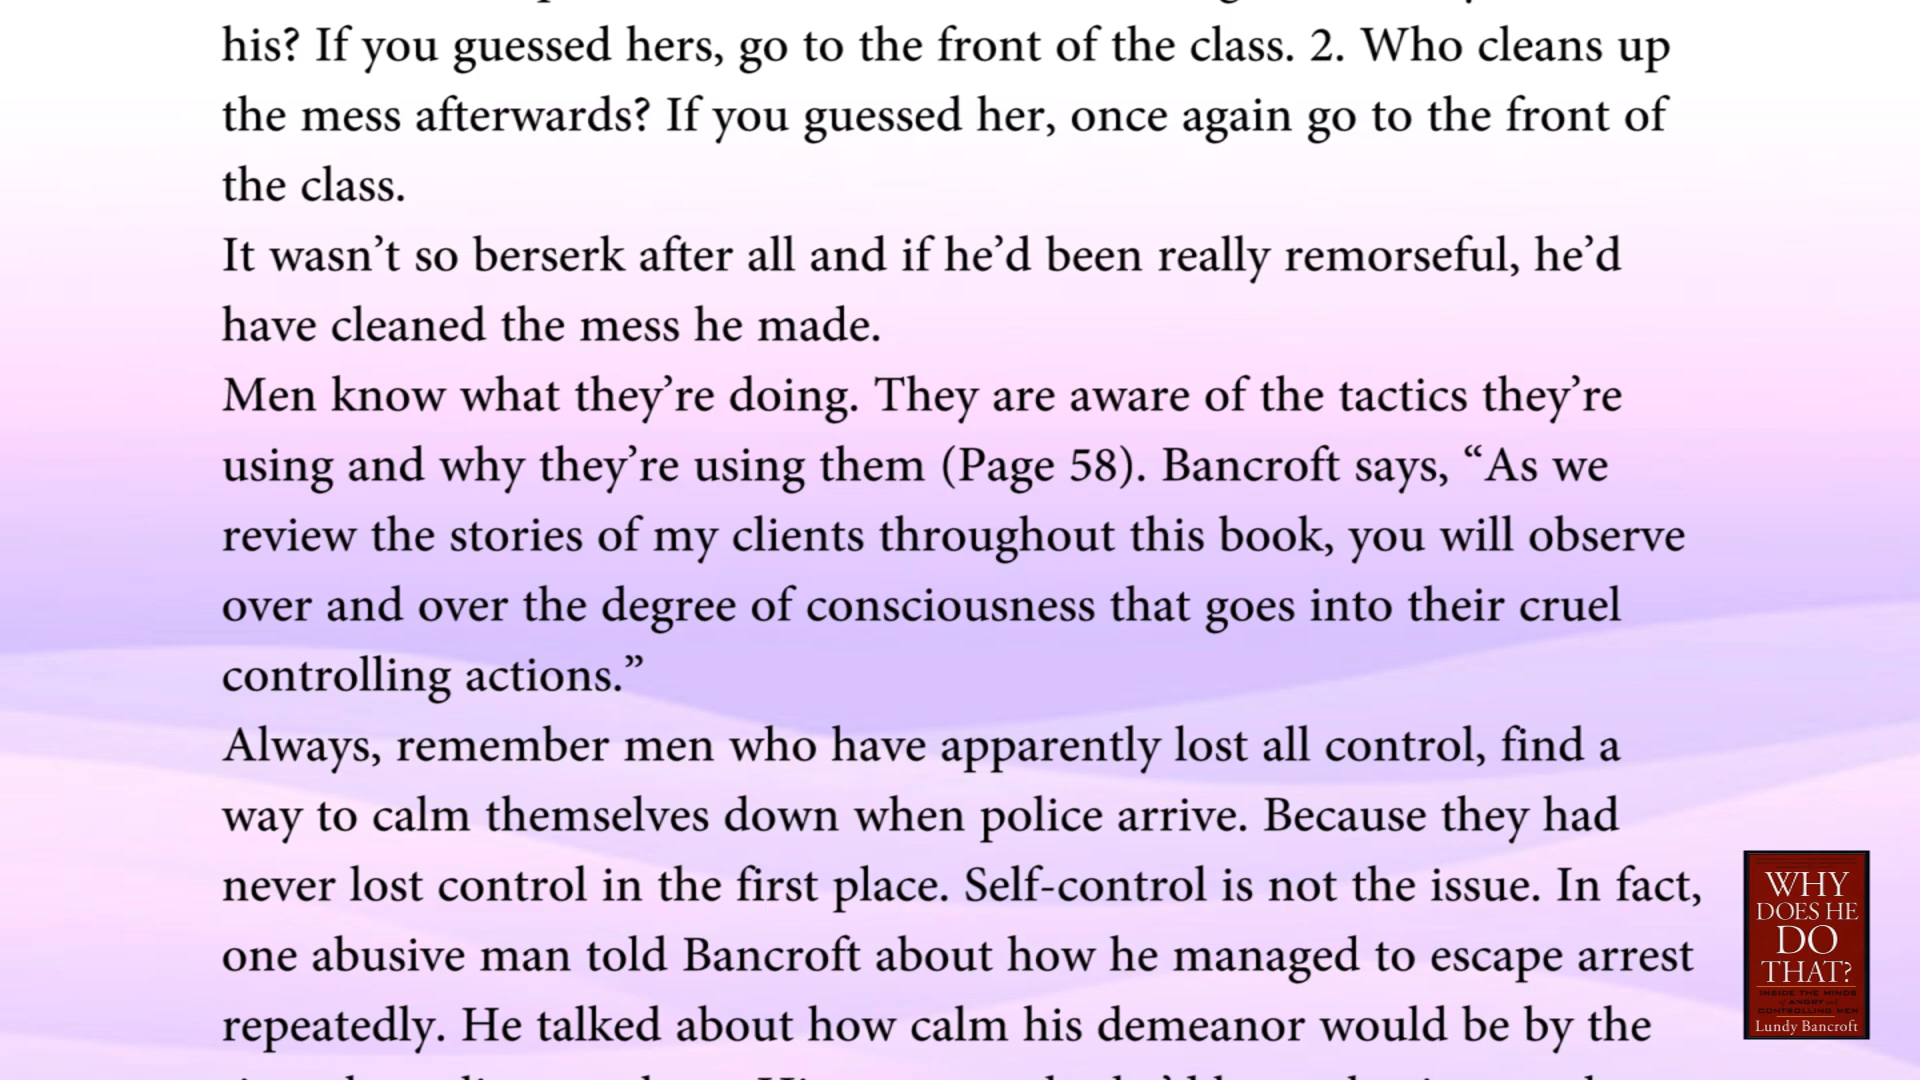 his? If you guessed hers, go to the front of the class. 2. Who cleans up
the mess afterwards? If you guessed her, once again go to the front of
the class.
It wasn’t so berserk after all and if he’d been really remorseful, he’d
have cleaned the mess he made.
Men know what they’re doing. They are aware of the tactics they’re
using and why they’re using them (Page 58). Bancroft says, “As we
review the stories of my clients throughout this book, you will observe
over and over the degree of consciousness that goes into their cruel
controlling actions.”
Always, remember men who have apparently lost all control, find a
way to calm themselves down when police arrive. Because they had
never lost control in the first place. Self-control is not the issue. In fact,
one abusive man told Bancroft about how he managed to escape arrest
repeatedly. He talked about how calm his demeanor would be by the
WHY
DOES HE
DO
THAT?
INSIDE THE MINDS
of ANGRY and
CONTROLLING MEN
Lundy Bancroft